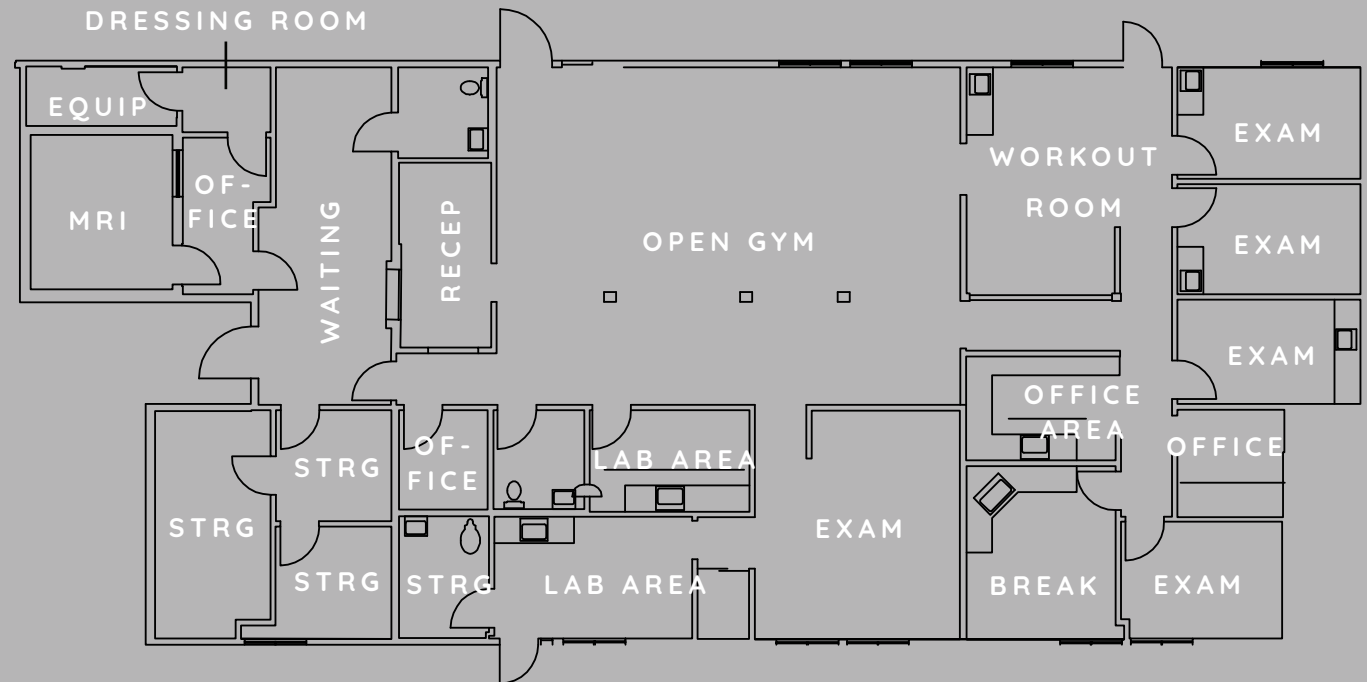 DRESSING ROOM
EQUIP
EXAM
WORKOUT
ROOM
OF-
FICE
MRI
WAITING
RECEP
OPEN GYM
EXAM
EXAM
OFFICE
AREA
OFFICE
STRG
OF-
FICE
LAB AREA
STRG
EXAM
STRG
STRG
LAB AREA
BREAK
EXAM